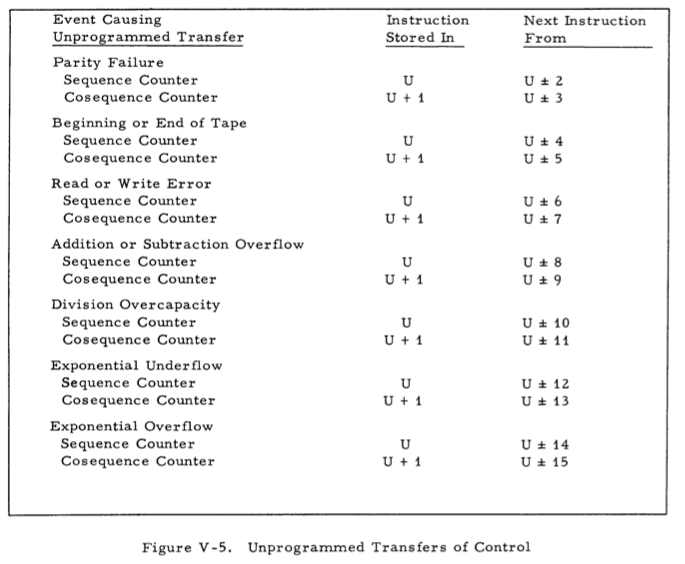 Event Causing Instruction Next Instruction
Unprogrammed Transfer Stored In From
Parity Failure
Sequence Counter U U ± 2
Cosequence Counter U + 1 U ± 3
Beginning or End of Tape
Sequence Counter U U ± 4
Cosequence Counter U + 1 U ± 5
Read or Write Error
Sequence Counter U U ± 6
Cosequence Counter U + 1 U ± 7
Addition or Subtraction Overflow
Sequence Counter U U ± 8
Cosequence Counter U + 1 U ± 9
Division Overcapacity
Sequence Counter U U ± 10
Cosequence Counter U + 1 U ± 11
Exponential Underflow
Sequence Counter U U ± 12
Cosequence Counter U + 1 U ± 13
Exponential Overflow
Sequence Counter U U ± 14
Cosequence Counter U + 1 U ± 15
Figure V-5. Unprogrammed Transfers of Control